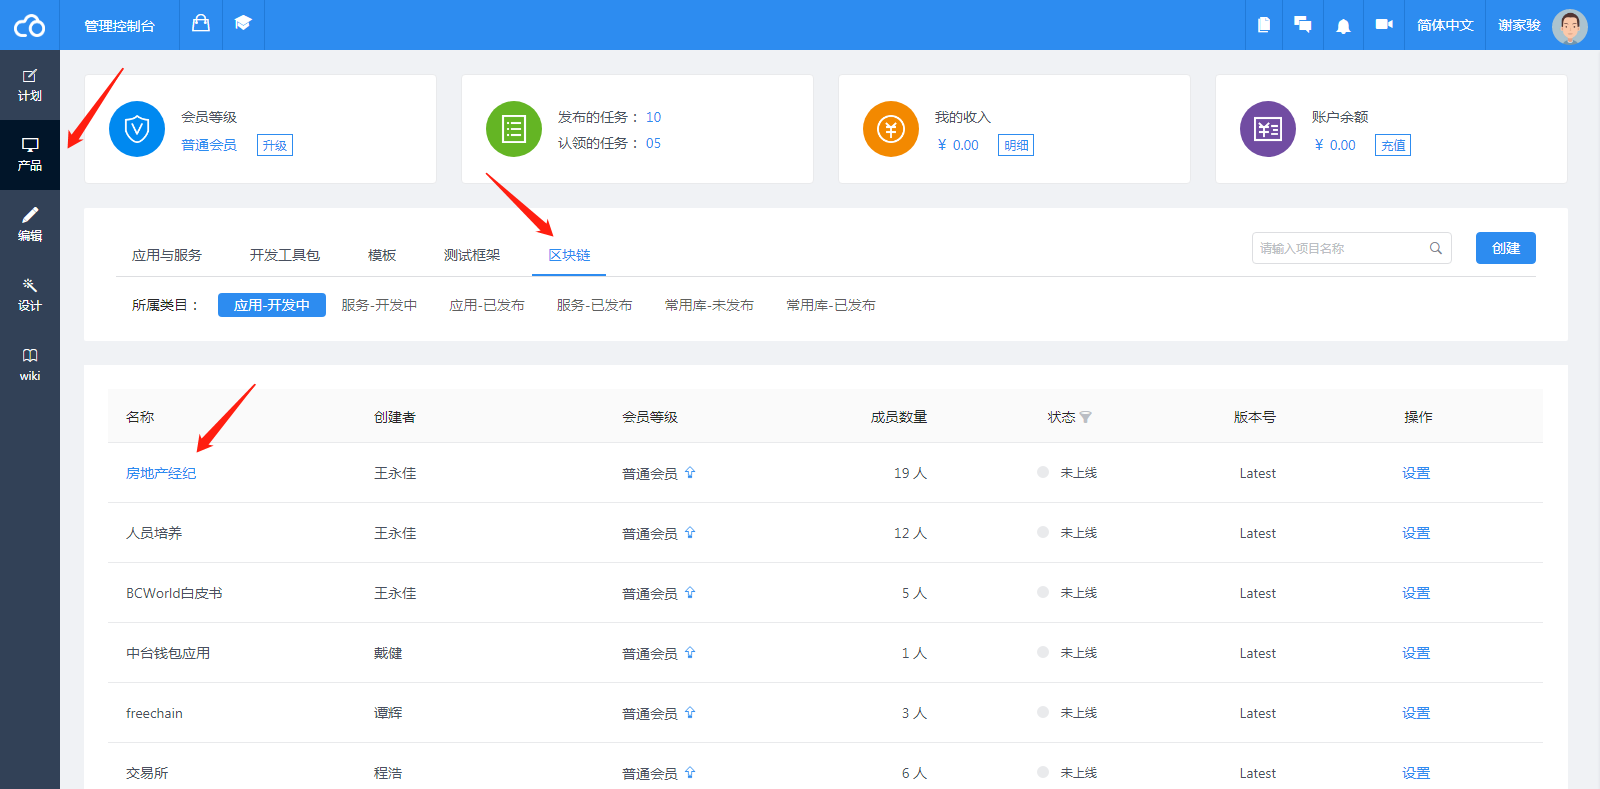 管理控制台
简体中文
谢家骏
计划
产品
编辑
设计
wiki
会员等级
普通会员 升级
发布的任务： 10
认领的任务： 05
我的收入
¥ 0.00 明细
账户余额
¥ 0.00 充值
应用与服务 开发工具包 模板 测试框架 区块链 请输入项目名称 创建
所属类目： 应用-开发中 服务-开发中 应用-已发布 服务-已发布 常用库-未发布 常用库-已发布
名称 创建者 会员等级 成员数量 状态 版本号 操作
房地产经纪 王永佳 普通会员 19 人 未上线 Latest 设置
人员培养 王永佳 普通会员 12 人 未上线 Latest 设置
BCWorld白皮书 王永佳 普通会员 5 人 未上线 Latest 设置
中台钱包应用 戴健 普通会员 1 人 未上线 Latest 设置
freechain 谭辉 普通会员 3 人 未上线 Latest 设置
交易所 程浩 普通会员 6 人 未上线 Latest 设置